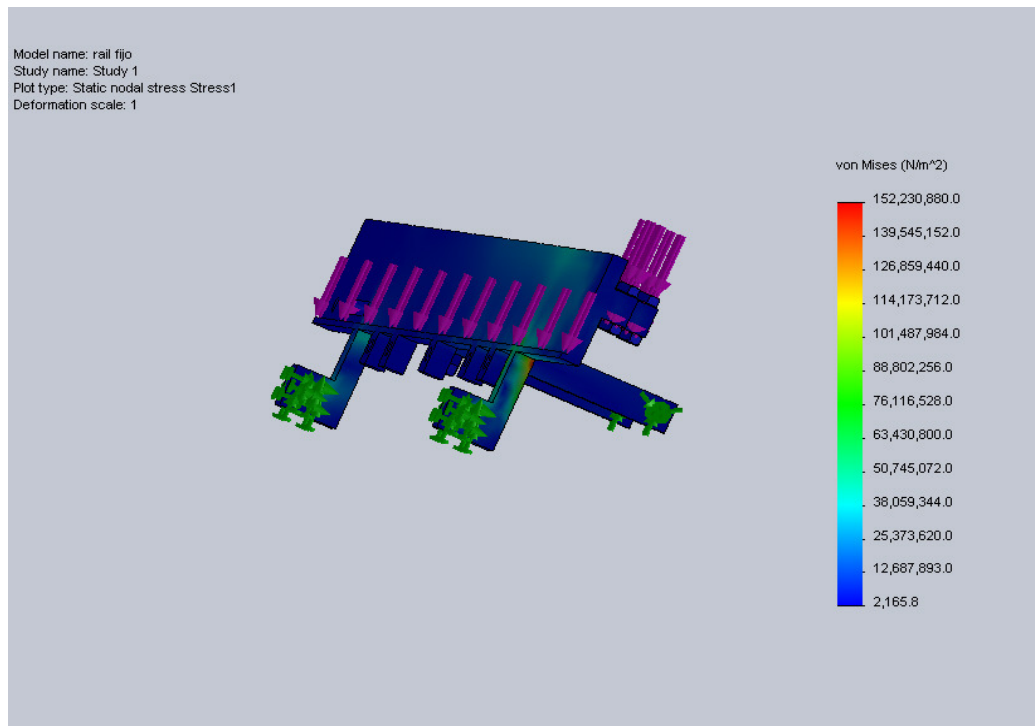 Model name: rail fijo
Study name: Study 1
Plot type: Static nodal stress Stress1
Deformation scale: 1
von Mises (N/m^2)
152,230,880.0
139,545,152.0
126,859,440.0
114,173,712.0
101,487,984.0
88,802,256.0
76,116,528.0
63,430,800.0
50,745,072.0
38,059,344.0
25,373,620.0
12,687,893.0
2,165.8